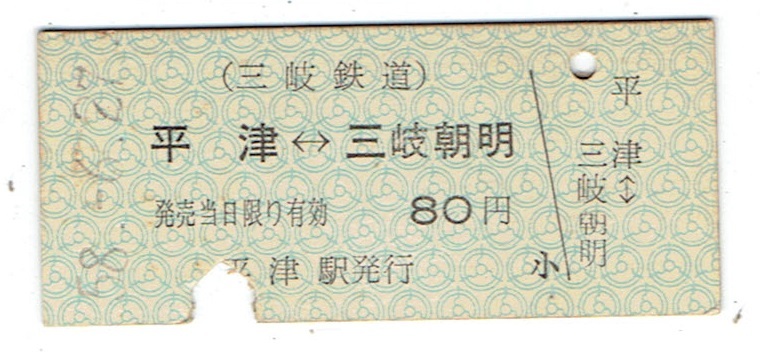 (三岐鉄道)
平津↔三岐朝明
発売当日限り有効 80円
平津駅発行
小
平津↔三岐朝明